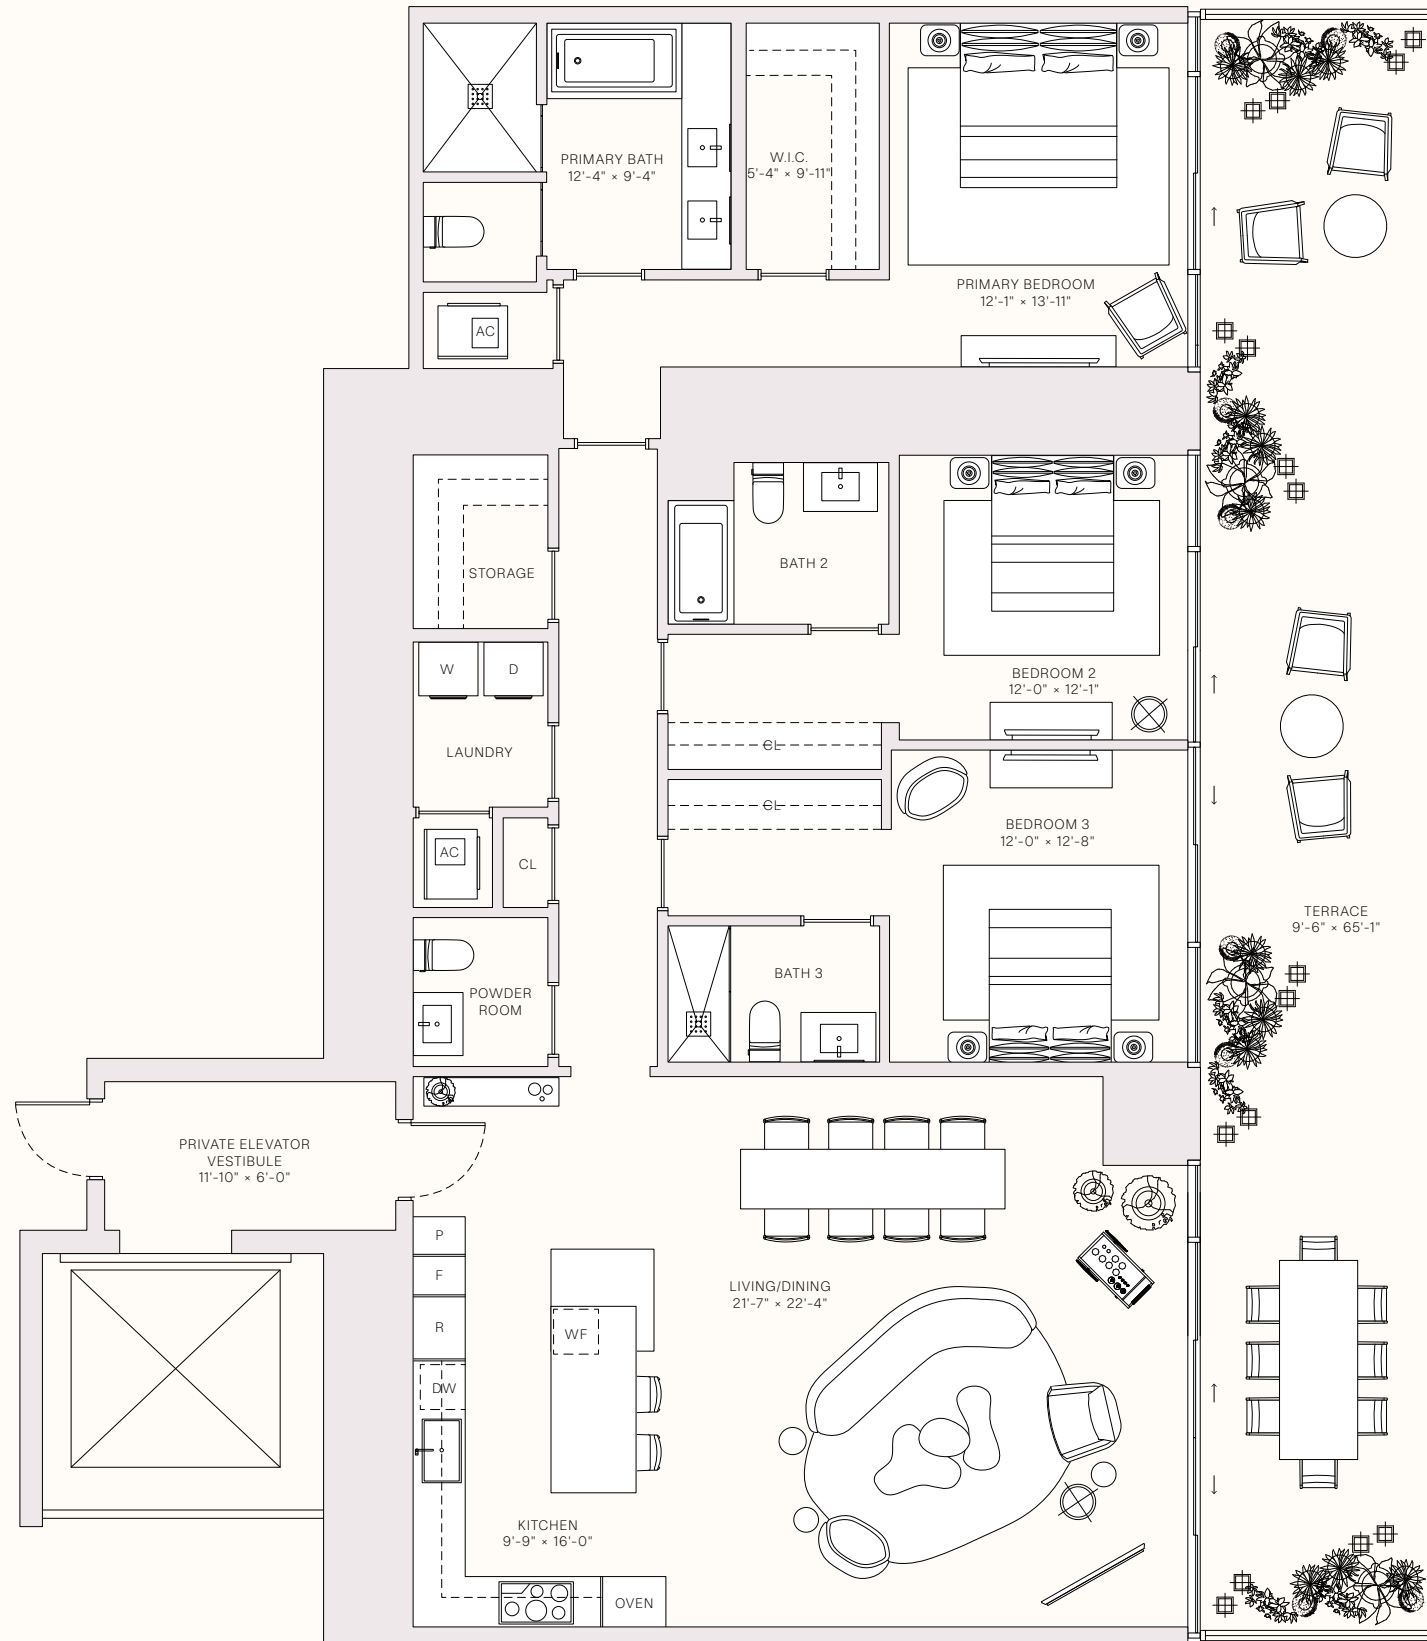 PRIMARY BATH
12'-4" × 9'-4"
W.I.C.
5'-4" × 9'-11"
PRIMARY BEDROOM
12'-1" × 13'-11"
AC
STORAGE
BATH 2
W
D
BEDROOM 2
12'-0" × 12'-1"
LAUNDRY
CL
CL
BEDROOM 3
12'-0" × 12'-8"
AC
CL
TERRACE
9'-6" × 65'-1"
POWDER
ROOM
BATH 3
PRIVATE ELEVATOR
VESTIBULE
11'-10" × 6'-0"
P
F
R
LIVING/DINING
21'-7" × 22'-4"
WF
DW
KITCHEN
9'-9" × 16'-0"
OVEN